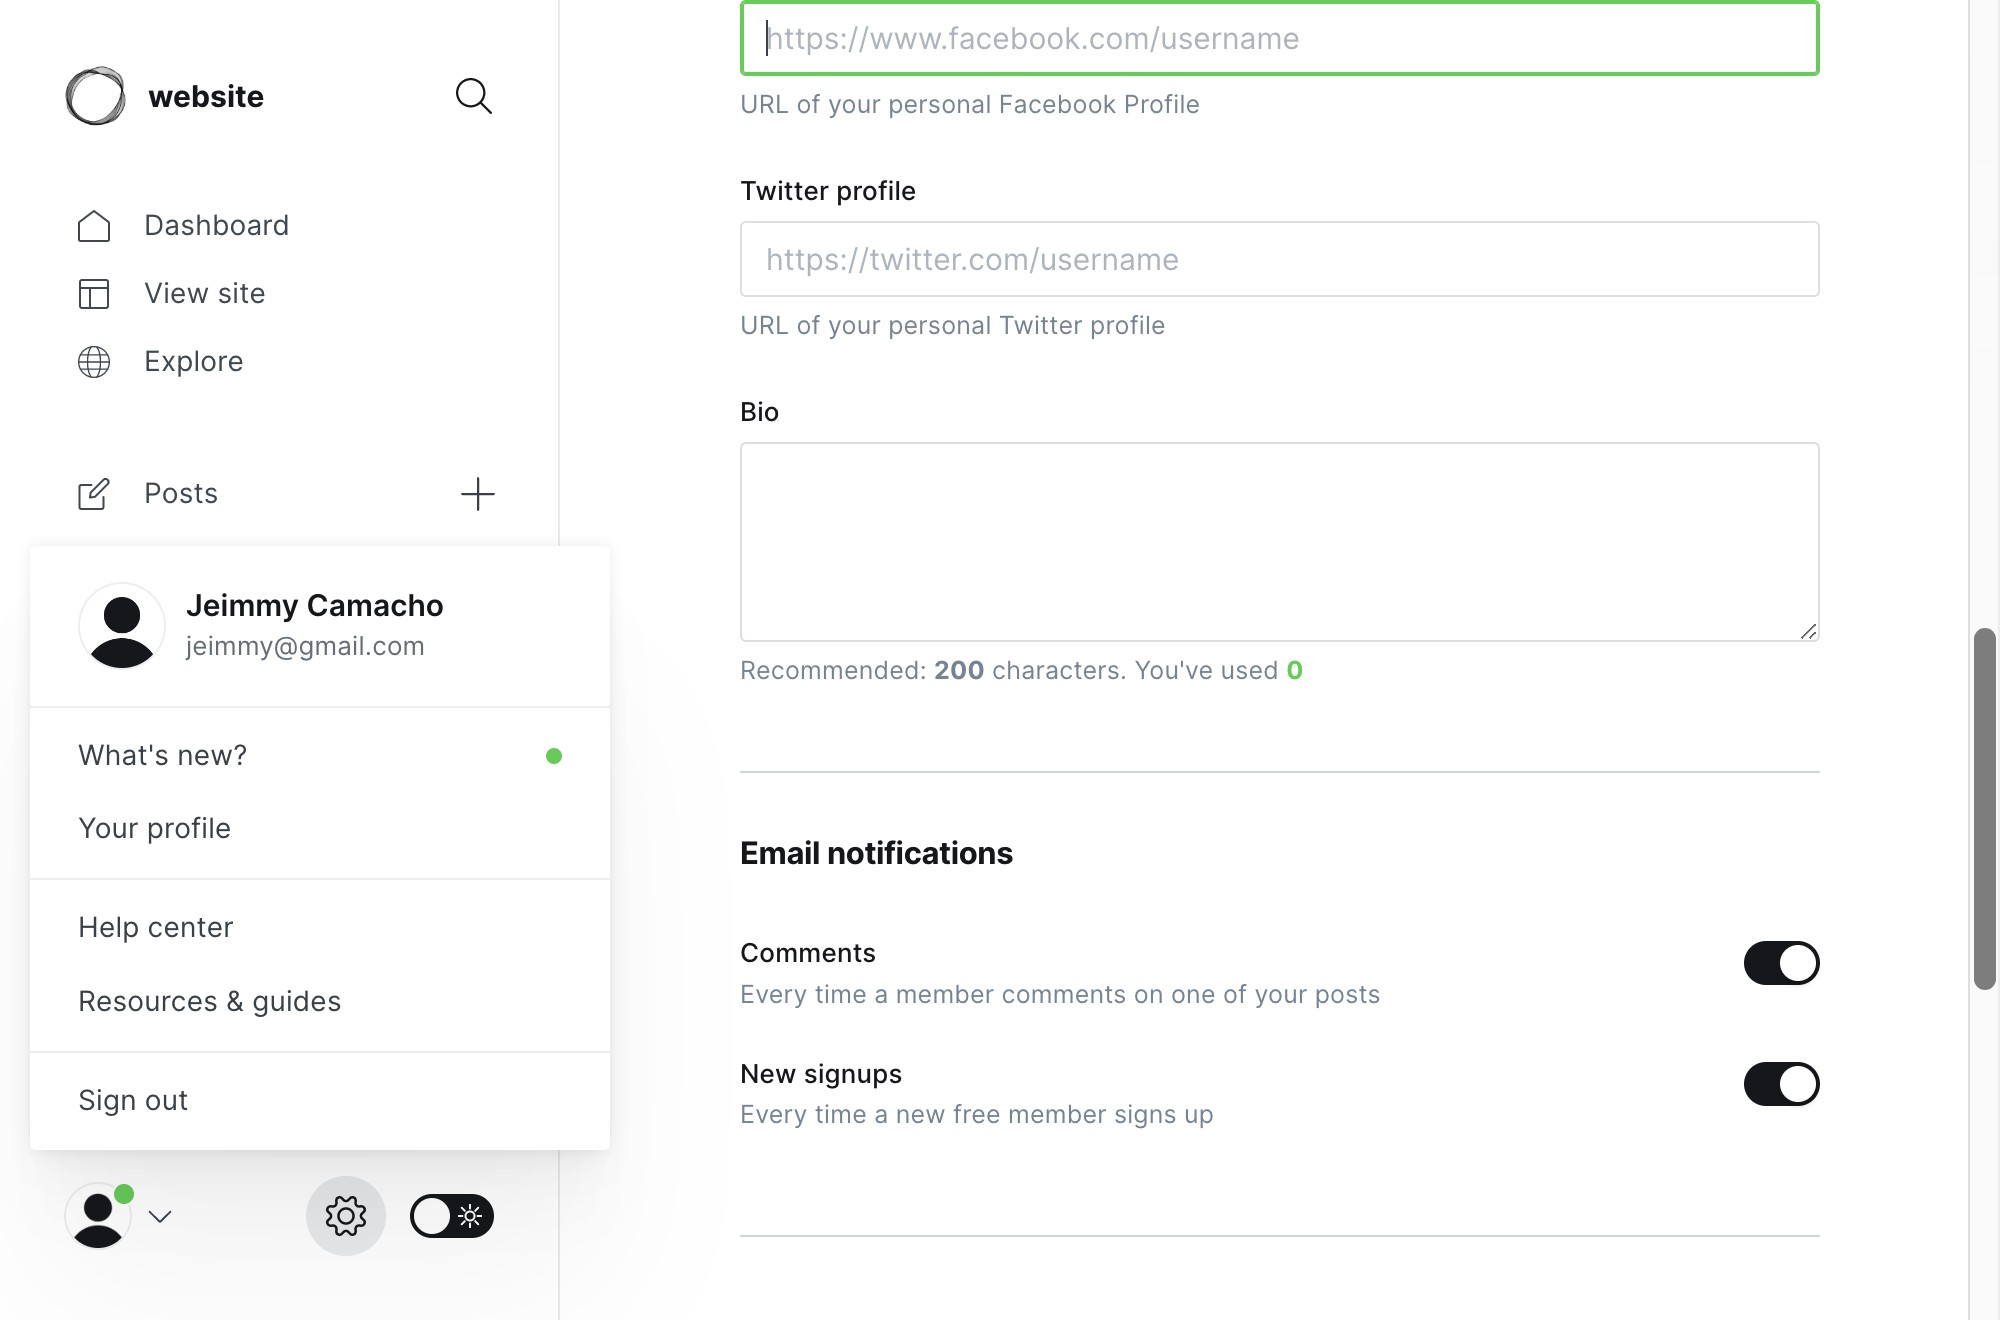 website
Dashboard
View site
Explore
Posts
Jeimmy Camacho
jeimmy@gmail.com
What's new?
Your profile
Help center
Resources & guides
Sign out
https://www.facebook.com/username
URL of your personal Facebook Profile
Twitter profile
https://twitter.com/username
URL of your personal Twitter profile
Bio
Recommended: 200 characters. You've used 0
Email notifications
Comments
Every time a member comments on one of your posts
New signups
Every time a new free member signs up